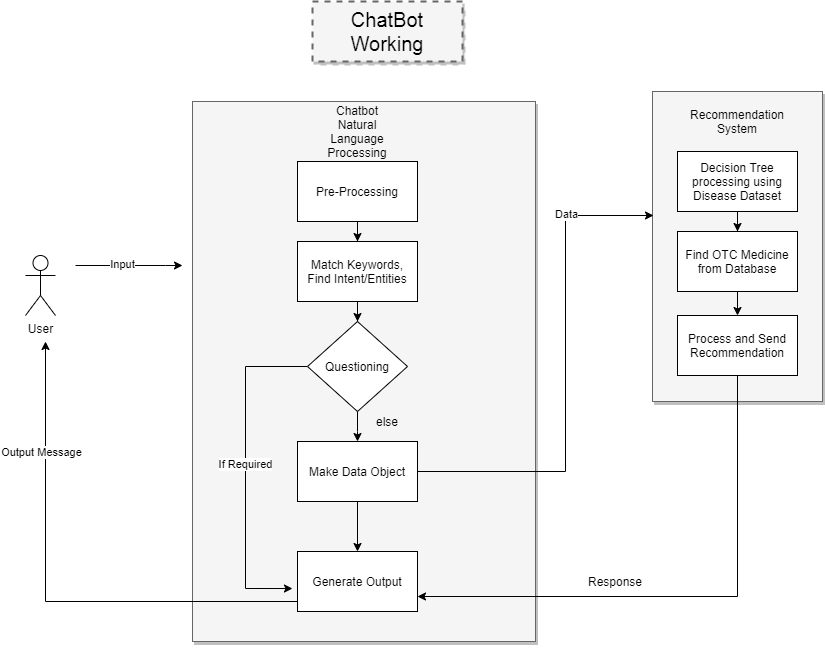 ChatBot
Working
Chatbot
Natural
Language
Processing
Pre-Processing
Match Keywords,
Find Intent/Entities
Questioning
else
If Required
Make Data Object
Generate Output
Input
User
Output Message
Data
Recommendation
System
Decision Tree
processing using
Disease Dataset
Find OTC Medicine
from Database
Process and Send
Recommendation
Response